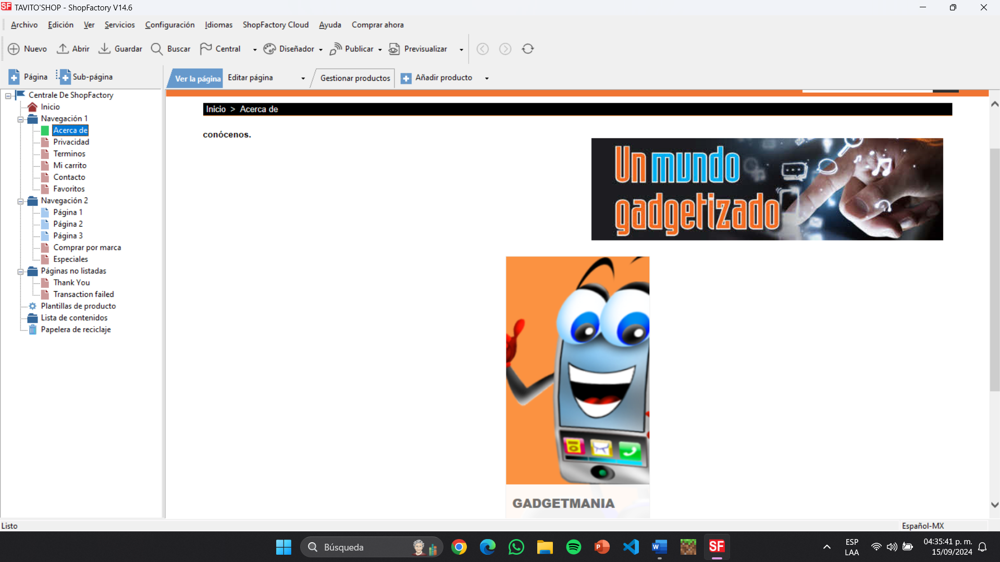 SF TAVITO'SHOP - ShopFactory V14.6
Archivo Edición Ver Servicios Configuración Idiomas ShopFactory Cloud Ayuda Comprar ahora
Nuevo Abrir Guardar Buscar Central Diseñador Publicar Previsualizar
Página Sub-página Ver la página Editar página Gestionar productos Añadir producto
Centrale De ShopFactory
Inicio
Navegación 1
Acerca de
Privacidad
Terminos
Mi carrito
Contacto
Favoritos
Navegación 2
Página 1
Página 2
Página 3
Comprar por marca
Especiales
Páginas no listadas
Thank You
Transaction failed
Plantillas de producto
Lista de contenidos
Papelera de reciclaje
Inicio > Acerca de
conócenos.
Un mundo
gadgetizado
GADGETMANIA
Listo Español-MX
Búsqueda P W SF
ESP
LAA
04:35:41 p. m.
15/09/2024